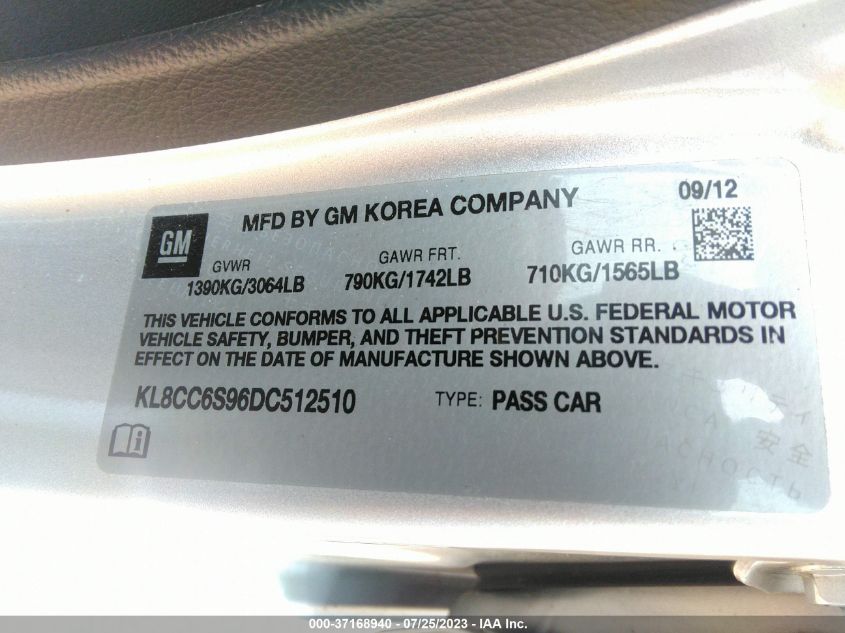 09/12
GM
MFD BY GM KOREA COMPANY
GVWR GAWR FRT. GAWR RR.
1390KG/3064LB 790KG/1742LB 710KG/1565LB
THIS VEHICLE CONFORMS TO ALL APPLICABLE U.S. FEDERAL MOTOR
VEHICLE SAFETY, BUMPER, AND THEFT PREVENTION STANDARDS IN
EFFECT ON THE DATE OF MANUFACTURE SHOWN ABOVE.
KL8CC6S96DC512510 TYPE: PASS CAR
安全
000-37168940 - 07/25/2023 - IAA Inc.